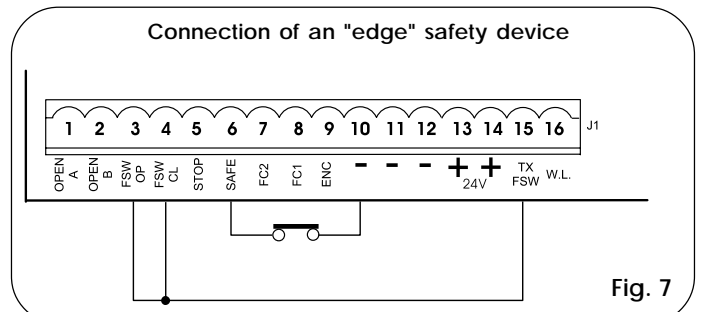 Connection of an "edge" safety device
1 2 3 4 5 6 7 8 9 10 11 12 13 14 15 16 J1
OPEN A
OPEN B
FSW OP
FSW CL
STOP
SAFE
FC2
FC1
ENC
- - - + +
24V
TX FSW
W.L.
Fig. 7